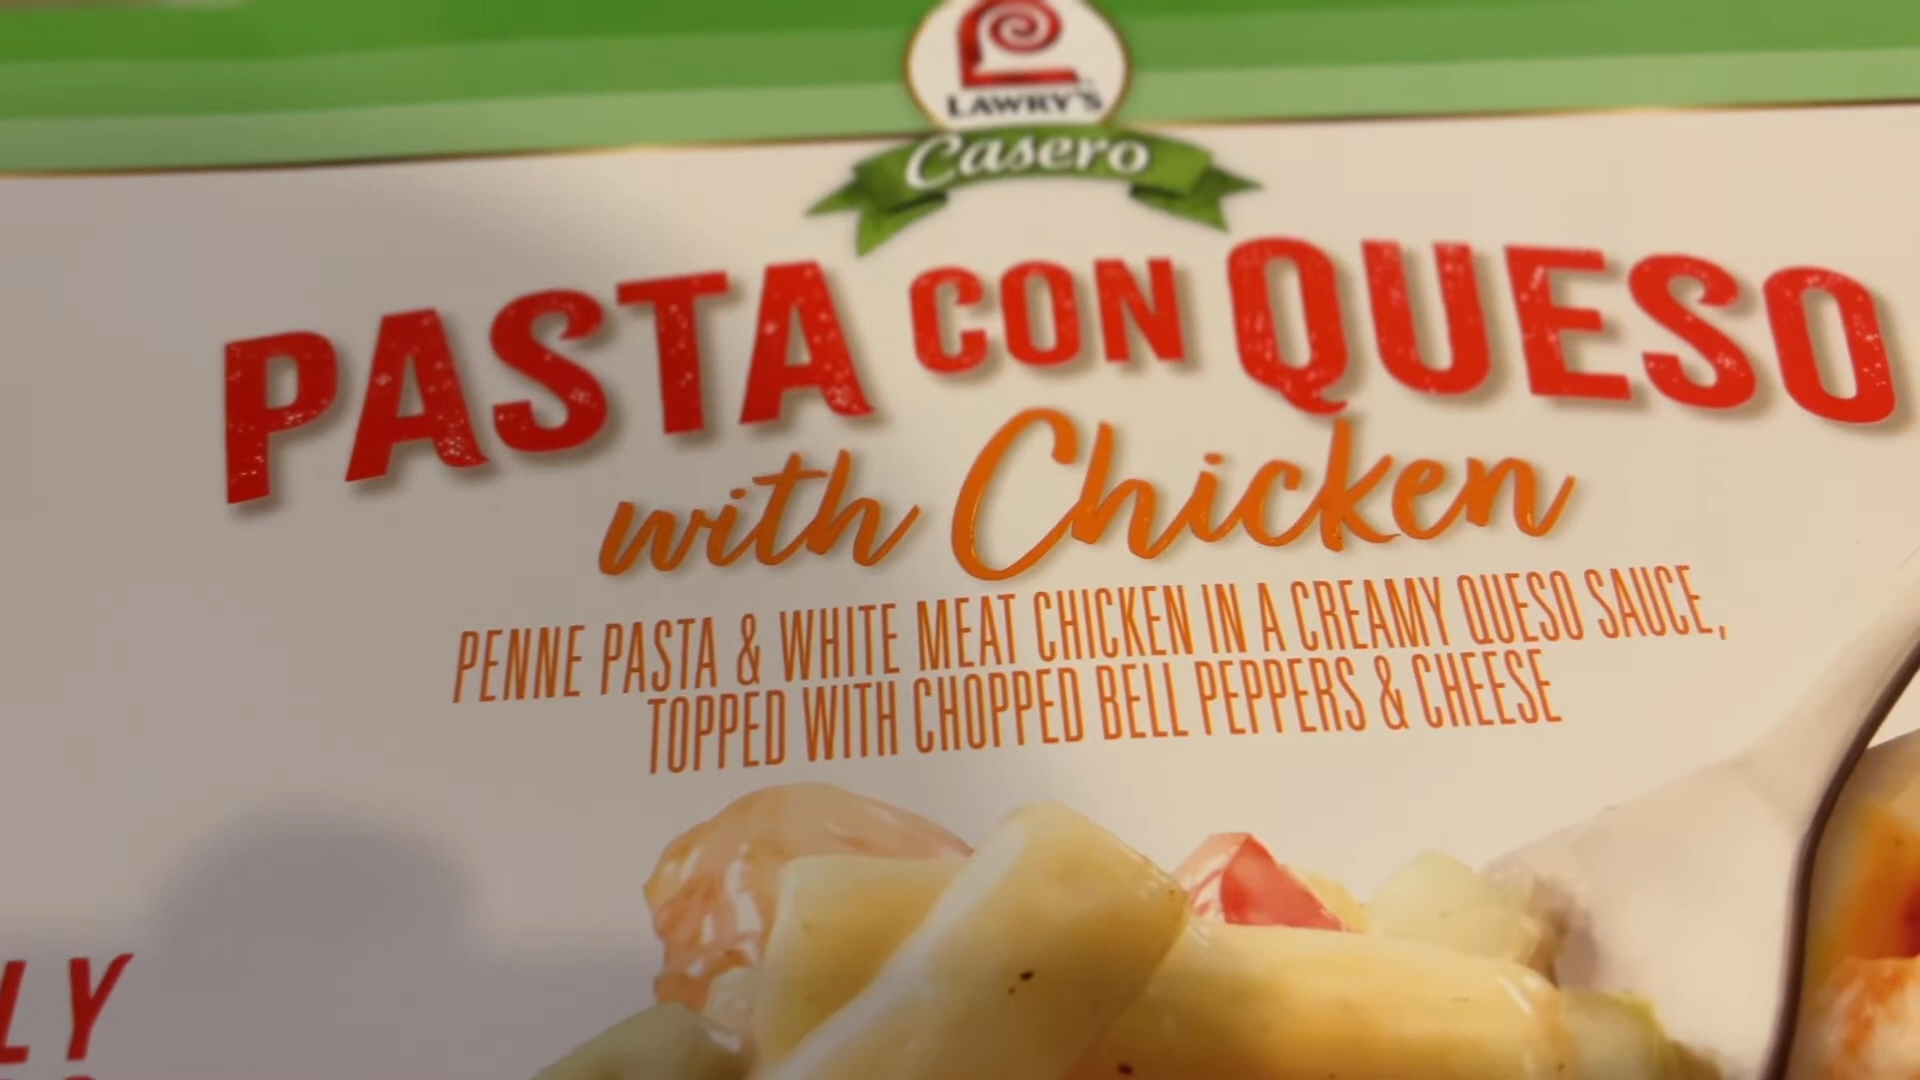 LAWRY'S
Casero
PASTA CON QUESO
with Chicken
PENNE PASTA & WHITE MEAT CHICKEN IN A CREAMY QUESO SAUCE,
TOPPED WITH CHOPPED BELL PEPPERS & CHEESE
LY